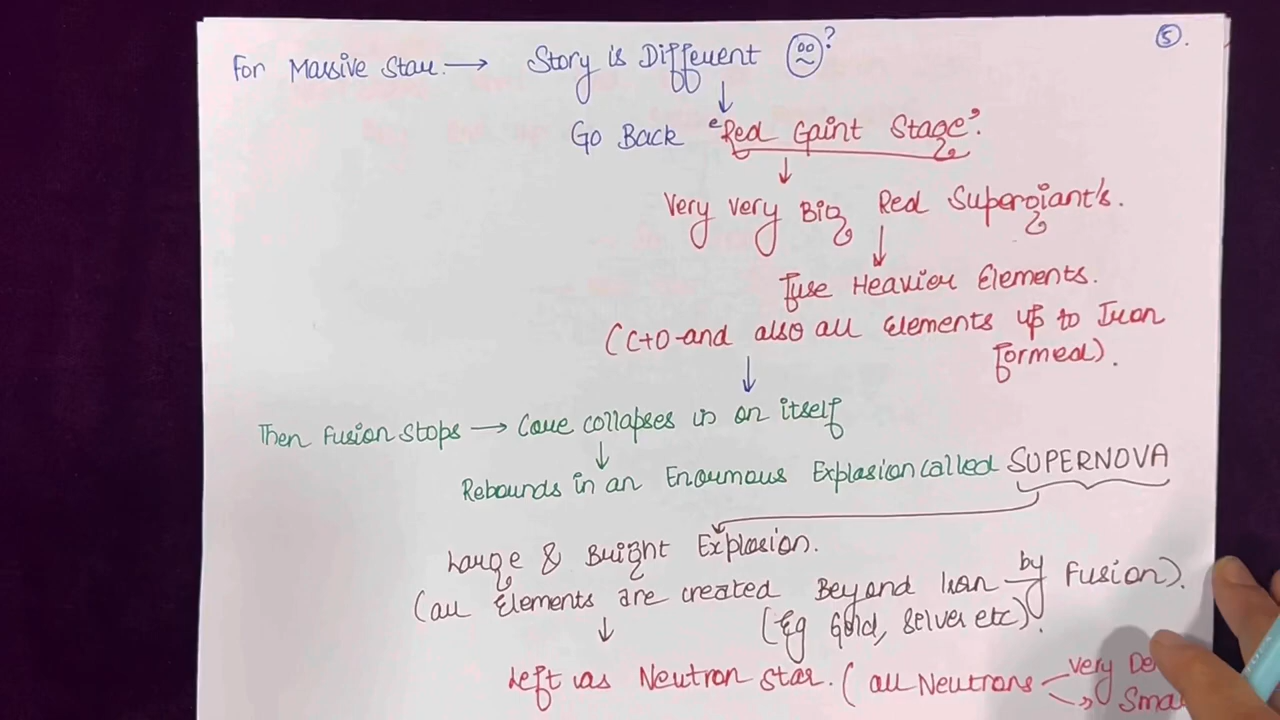 5.
For Massive Star → Story is Different ?
↓
Go Back "Red Gaint Stage".
↓
Very Very Big Red Supergiant's.
↓
Fuse Heavier Elements.
(C+O and also all Elements up to Iron
formed).
↓
Then Fusion Stops → Core collapses in on itself
↓
Rebounds in an Enormous Explosion called SUPERNOVA
Large & Bright Explosion.
(all Elements are created Beyond Iron by Fusion).
↓ (Eg Gold, Selver etc).
Left as Neutron Star. (all Neutrons very